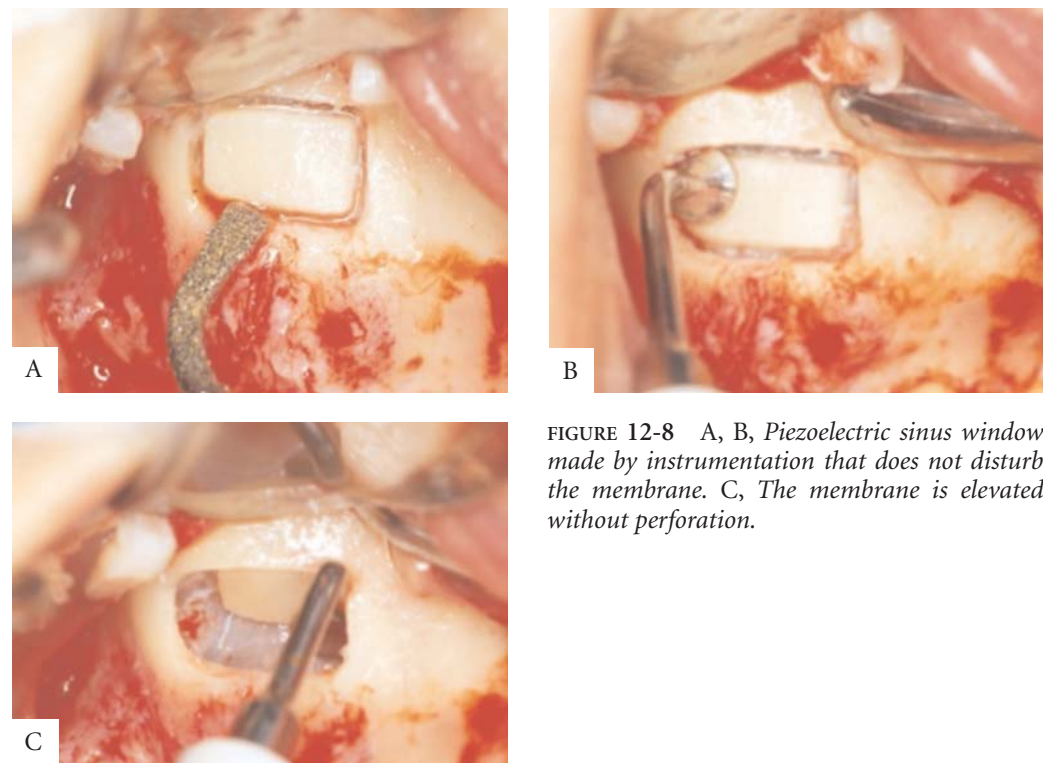 A
B
FIGURE 12-8 A, B, Piezoelectric sinus window
made by instrumentation that does not disturb
the membrane. C, The membrane is elevated
without perforation.
C